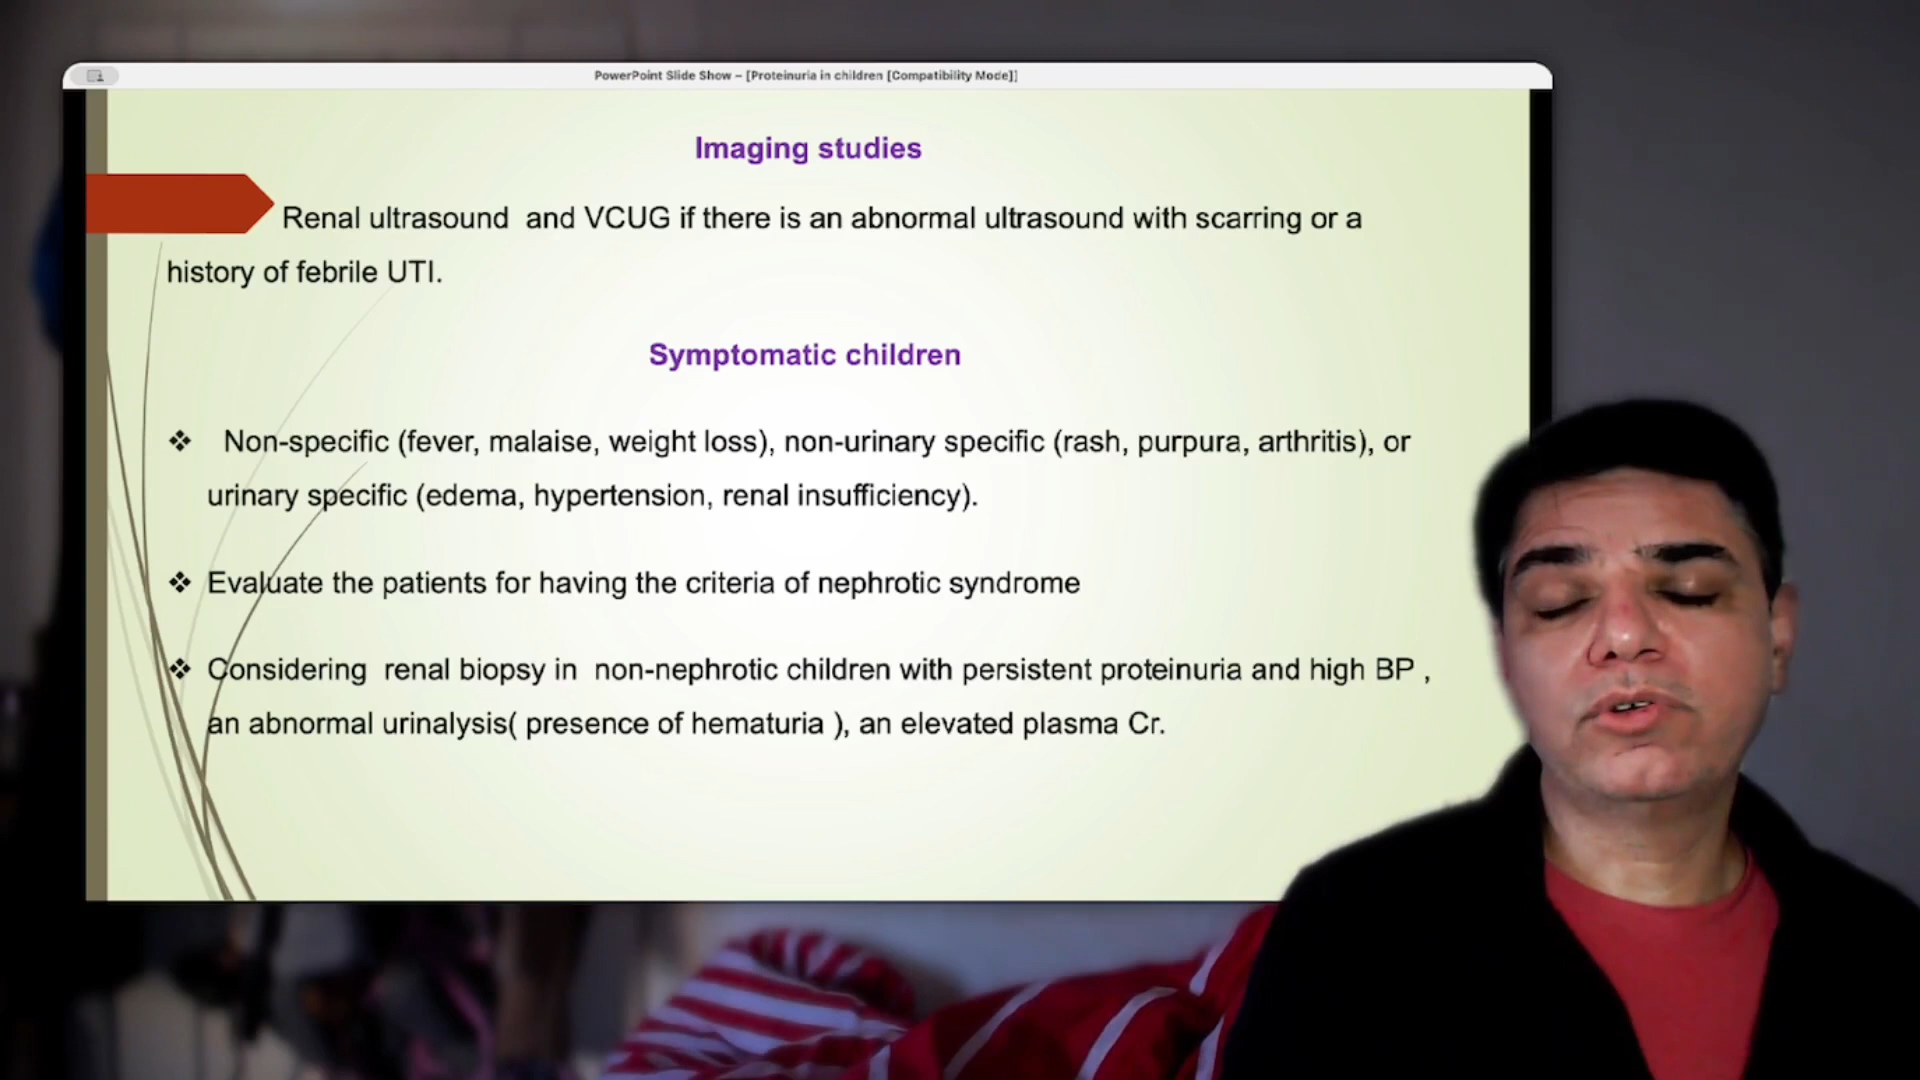 PowerPoint Slide Show – [Proteinuria in children [Compatibility Mode]]
Imaging studies
Renal ultrasound and VCUG if there is an abnormal ultrasound with scarring or a
history of febrile UTI.
Symptomatic children
❖ Non-specific (fever, malaise, weight loss), non-urinary specific (rash, purpura, arthritis), or
urinary specific (edema, hypertension, renal insufficiency).
❖ Evaluate the patients for having the criteria of nephrotic syndrome
❖ Considering renal biopsy in non-nephrotic children with persistent proteinuria and high BP ,
an abnormal urinalysis( presence of hematuria ), an elevated plasma Cr.